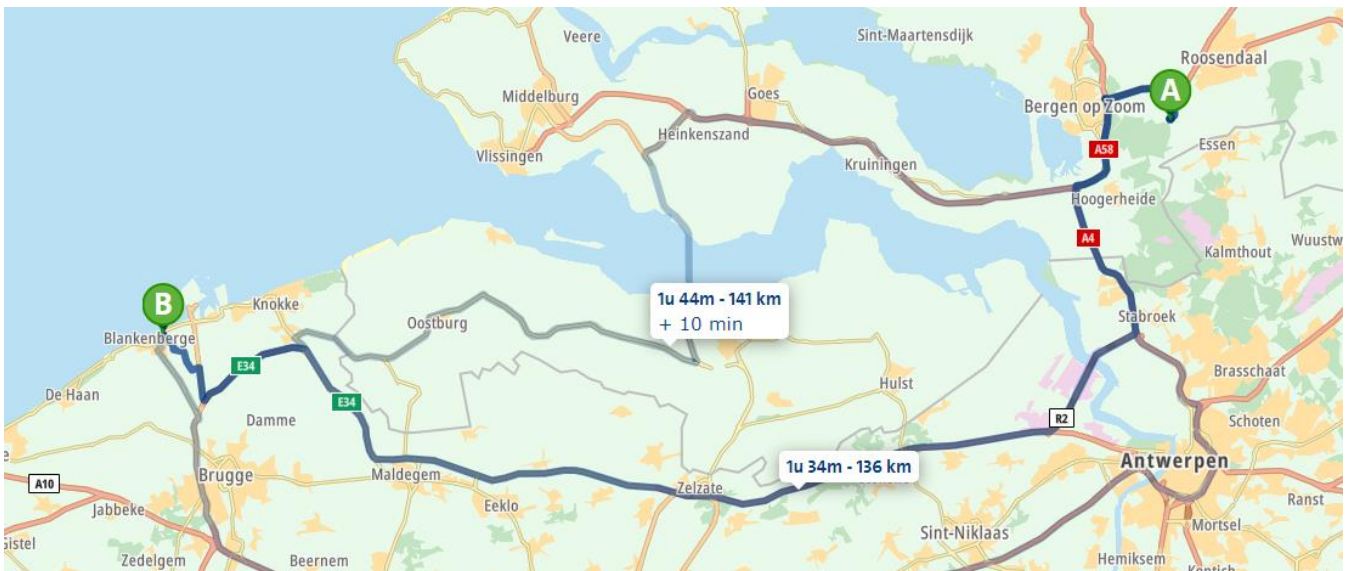 Veere
Sint-Maartensdijk
Roosendaal
A
Middelburg
Goes
Bergen op Zoom
Heinkenszand
Essen
Vlissingen
A58
Kruiningen
Hoogerheide
A4
Kalmthout
Wuustw
B
Knokke
1u 44m - 141 km
+ 10 min
Oostburg
Stabroek
Blankenberge
E34
Brasschaat
De Haan
E34
Hulst
Damme
R2
Schoten
Antwerpen
1u 34m - 136 km
Brugge
Maldegem
A10
Zelzate
Ranst
Eeklo
Jabbeke
Sint-Niklaas
Mortsel
Gistel
Zedelgem
Beernem
Hemiksem
Kontich